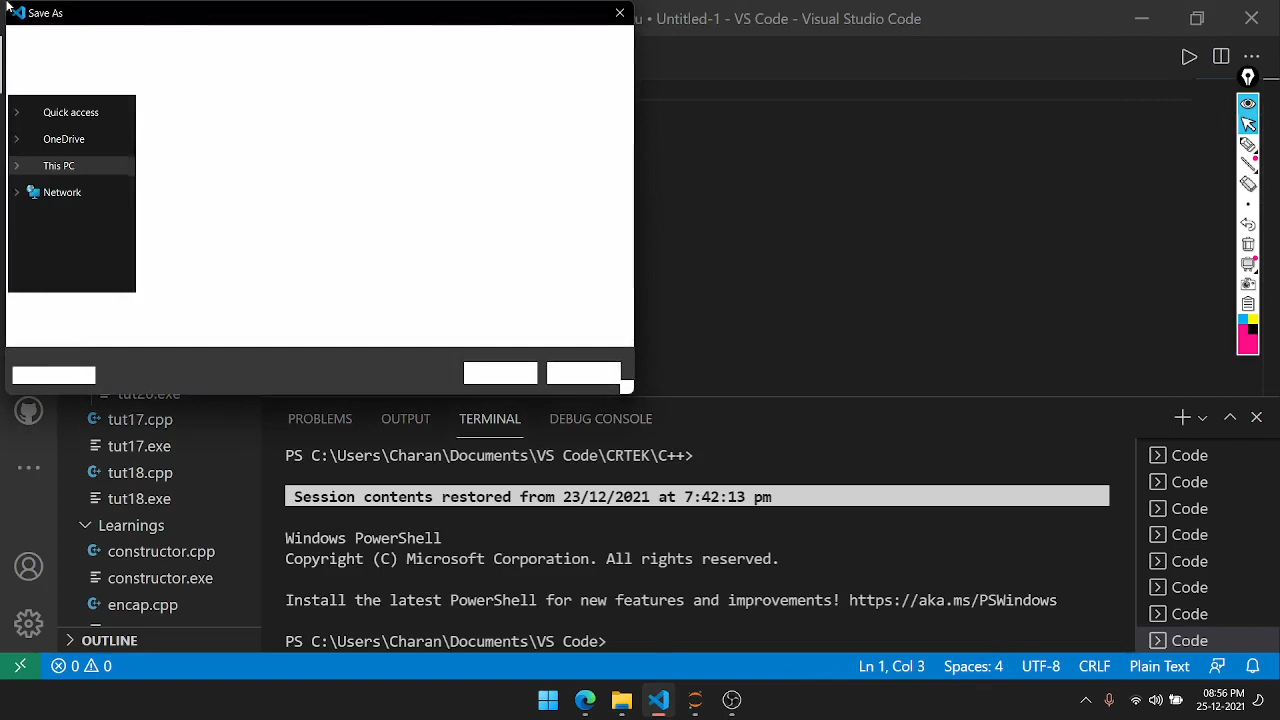 Save As
u • Untitled-1 - VS Code - Visual Studio Code
Quick access
OneDrive
This PC
Network
tut20.exe
tut17.cpp
tut17.exe
tut18.cpp
tut18.exe
Learnings
constructor.cpp
constructor.exe
encap.cpp
OUTLINE
PROBLEMS OUTPUT TERMINAL DEBUG CONSOLE
PS C:\Users\Charan\Documents\VS Code\CRTEK\C++>
Session contents restored from 23/12/2021 at 7:42:13 pm
Windows PowerShell
Copyright (C) Microsoft Corporation. All rights reserved.
Install the latest PowerShell for new features and improvements! https://aka.ms/PSWindows
PS C:\Users\Charan\Documents\VS Code>
Code
Code
Code
Code
Code
Code
Code
Code
0 0 Ln 1, Col 3 Spaces: 4 UTF-8 CRLF Plain Text
08:56 PM
25-12-2021